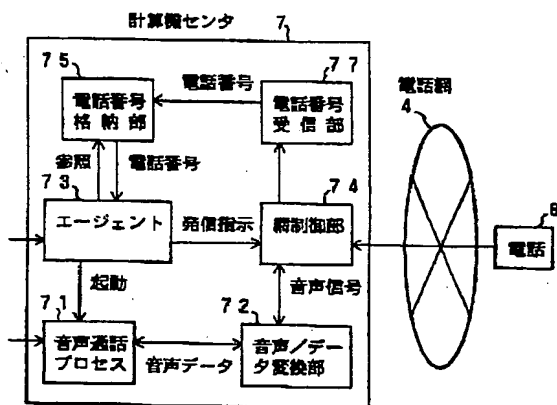 計算機センタ
7
75
電話番号
格納部
電話番号
77
電話番号
受信部
電話網
4
参照
電話番号
73
エージェント
発信指示
74
網制御部
電話
起動
音声信号
71
音声通話
プロセス
音声データ
72
音声／デー
タ変換部